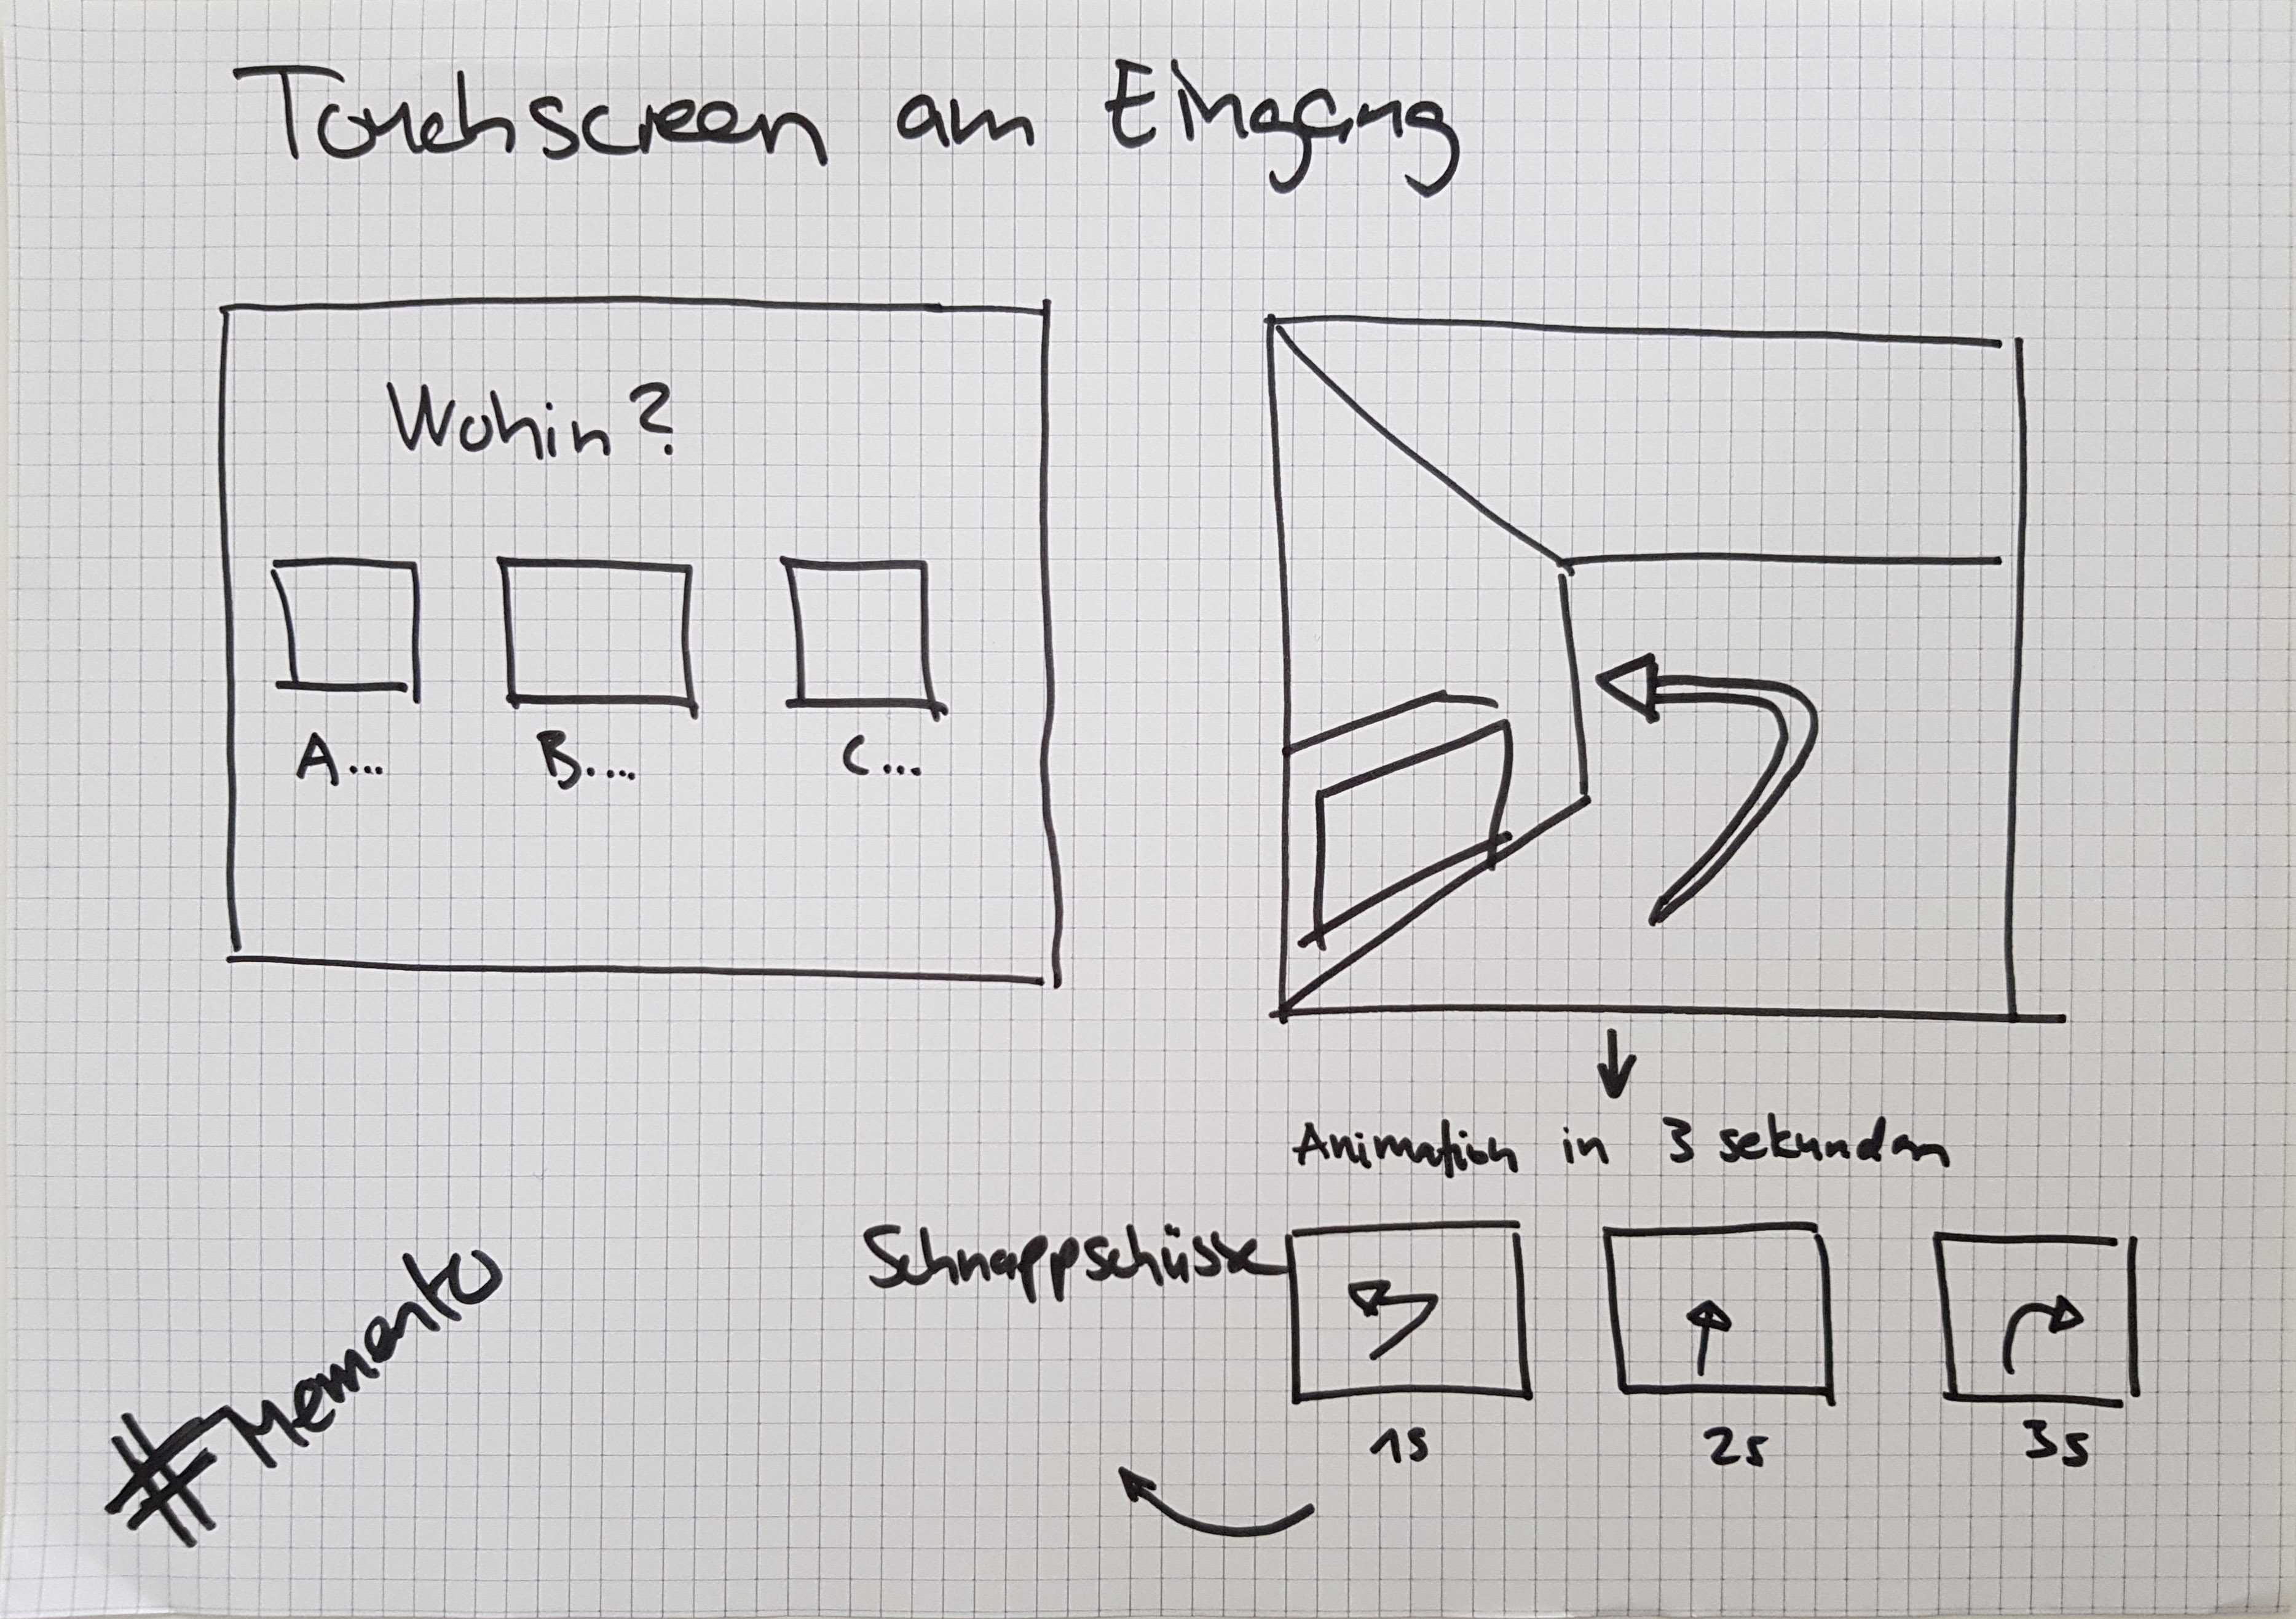 Touchscreen am Eingang
Wohin?
A... B.... C...
Animation in 3 sekunden
Schnappschüsse
1s 2s 3s
#Memento